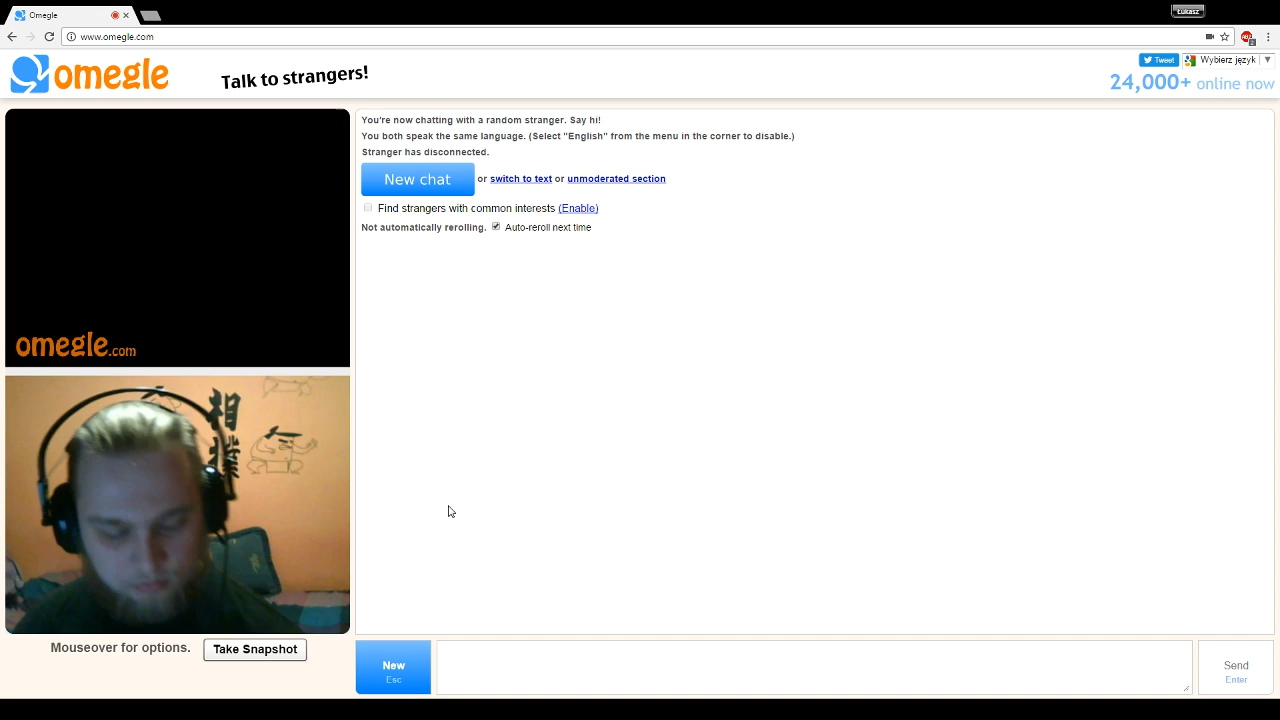 Omegle
Łukasz
www.omegle.com
omegle
Talk to strangers!
Tweet
Wybierz język
24,000+ online now
You're now chatting with a random stranger. Say hi!
You both speak the same language. (Select "English" from the menu in the corner to disable.)
Stranger has disconnected.
New chat or switch to text or unmoderated section
Find strangers with common interests (Enable)
Not automatically rerolling. Auto-reroll next time
omegle.com
相撲
Mouseover for options.
Take Snapshot
New
Esc
Send
Enter